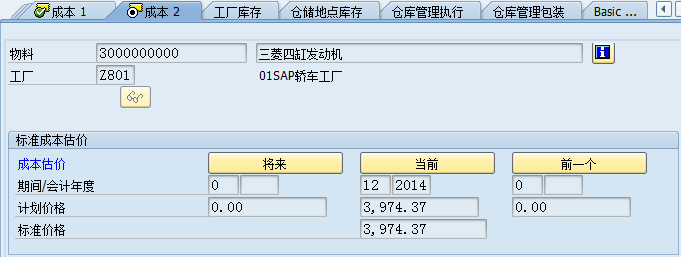 成本 1 成本 2 工厂库存 仓储地点库存 仓库管理执行 仓库管理包装 Basic ...
物料 3000000000 三菱四缸发动机
工厂 Z801 01SAP轿车工厂
标准成本估价
成本估价 将来 当前 前一个
期间/会计年度 0 12 2014 0
计划价格 0.00 3,974.37 0.00
标准价格 3,974.37